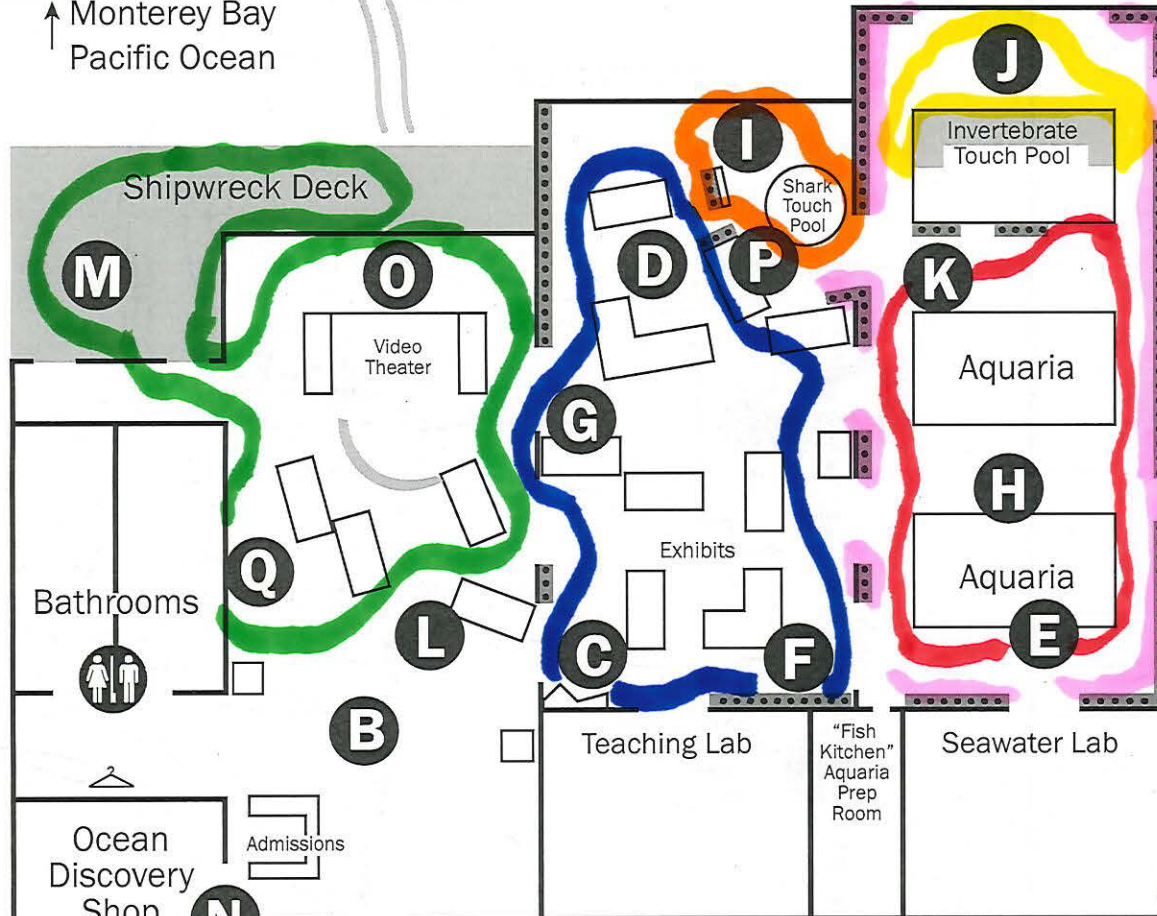 Monterey Bay
Pacific Ocean
J
I
Invertebrate
Touch Pool
Shipwreck Deck
Shark
Touch
Pool
M
O
D
P
K
Video
Theater
Aquaria
G
H
Exhibits
Q
Aquaria
Bathrooms
L
C
F
E
B
Teaching Lab
"Fish
Kitchen"
Aquaria
Prep
Room
Seawater Lab
Ocean
Discovery
Shop
Admissions
N